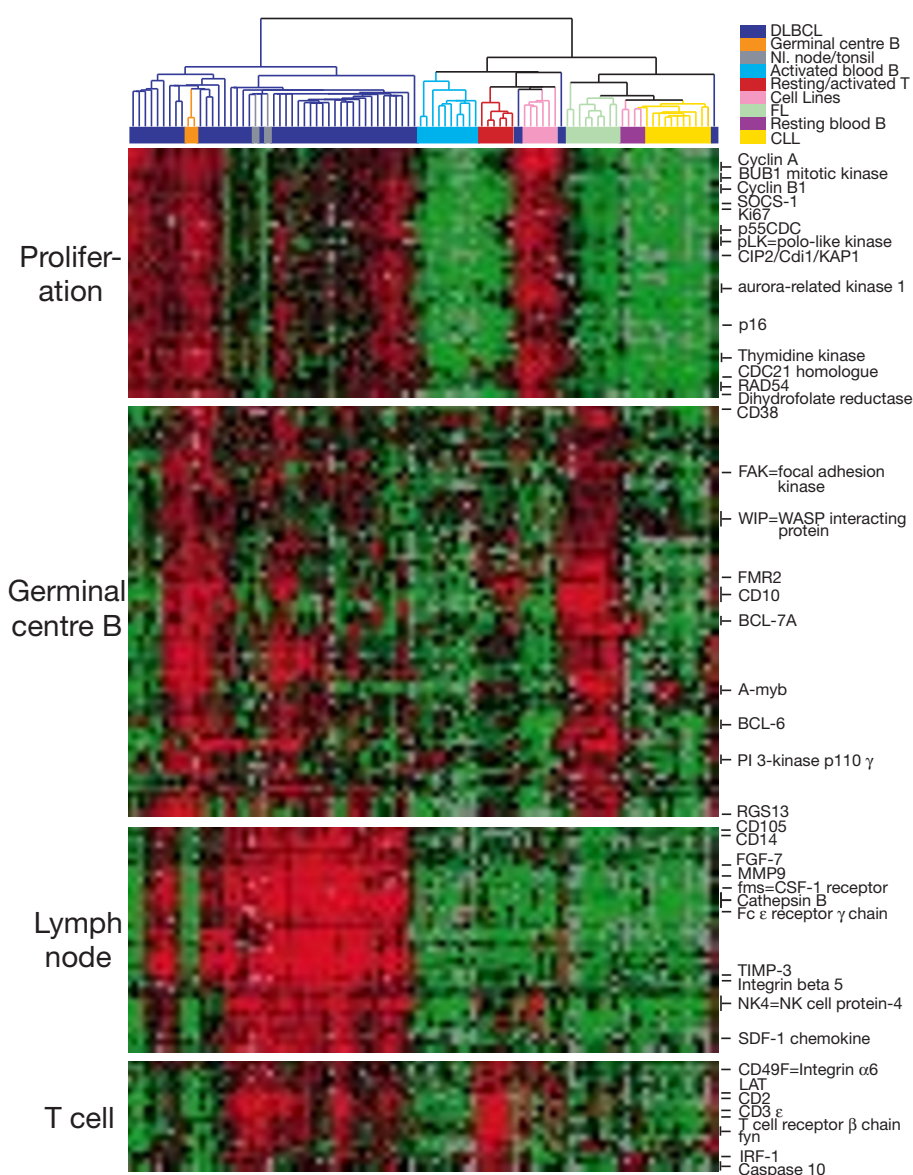 DLBCL
Germinal centre B
Nl. node/tonsil
Activated blood B
Resting/activated T
Cell Lines
FL
Resting blood B
CLL
Prolifer-
ation
Cyclin A
BUB1 mitotic kinase
Cyclin B1
SOCS-1
Ki67
p55CDC
pLK=polo-like kinase
CIP2/Cdi1/KAP1
aurora-related kinase 1
p16
Thymidine kinase
CDC21 homologue
RAD54
Dihydrofolate reductase
Germinal
centre B
CD38
FAK=focal adhesion
kinase
WIP=WASP interacting
protein
FMR2
CD10
BCL-7A
A-myb
BCL-6
PI 3-kinase p110 γ
RGS13
Lymph
node
CD105
CD14
FGF-7
MMP9
fms=CSF-1 receptor
Cathepsin B
Fc ε receptor γ chain
TIMP-3
Integrin beta 5
NK4=NK cell protein-4
SDF-1 chemokine
T cell
CD49F=Integrin α6
LAT
CD2
CD3 ε
T cell receptor β chain
fyn
IRF-1
Caspase 10